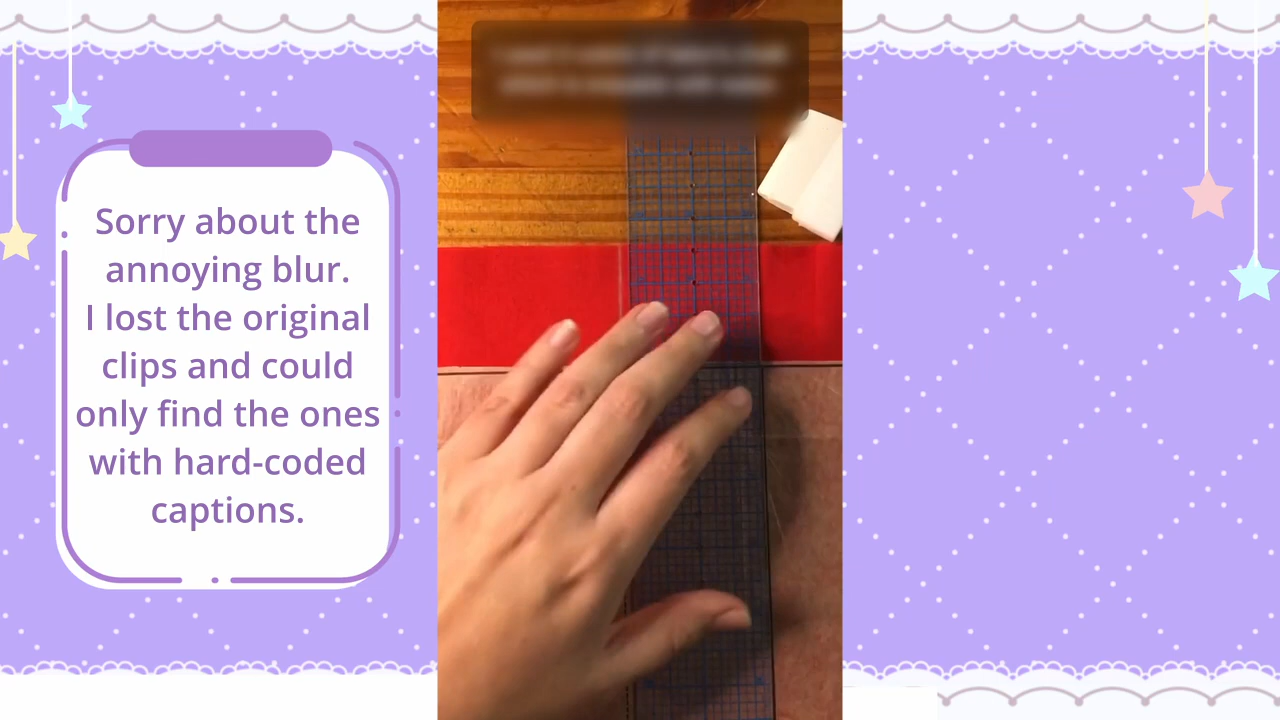 Sorry about the
annoying blur.
I lost the original
clips and could
only find the ones
with hard-coded
captions.